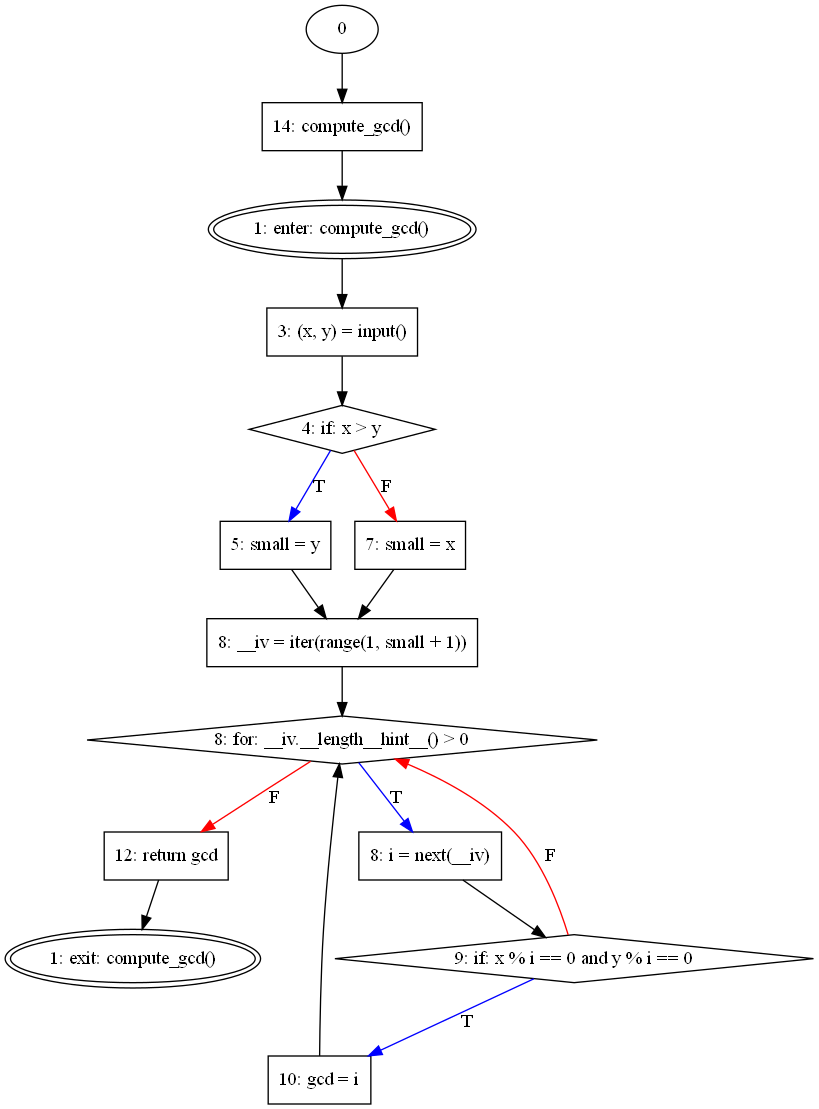 0
14: compute_gcd()
1: enter: compute_gcd()
3: (x, y) = input()
4: if: x > y
T
F
5: small = y
7: small = x
8: __iv = iter(range(1, small + 1))
8: for: __iv.__length__hint__() > 0
F
T
12: return gcd
8: i = next(__iv)
F
1: exit: compute_gcd()
9: if: x % i == 0 and y % i == 0
T
10: gcd = i